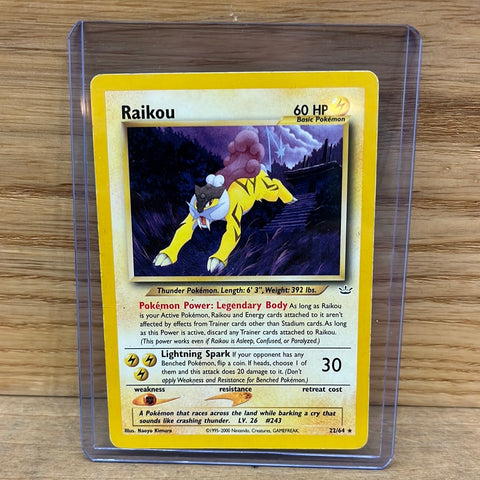 Raikou
60 HP
Basic Pokémon
Thunder Pokémon. Length: 6' 3", Weight: 392 lbs.
Pokémon Power: Legendary Body As long as Raikou
is your Active Pokémon, Raikou and Energy cards attached to it aren't
affected by effects from Trainer cards other than Stadium cards. As long
as this Power is active, discard any Trainer cards attached to Raikou.
(This power works even if Raikou is Asleep, Confused, or Paralyzed.)
Lightning Spark If your opponent has any
Benched Pokémon, flip a coin. If heads, choose 1 of
them and this attack does 20 damage to it. (Don't
apply Weakness and Resistance for Benched Pokémon.)
30
weakness
resistance
retreat cost
A Pokémon that races across the land while barking a cry that
sounds like crashing thunder. LV. 26 #243
Illus. Naoyo Kimura
©1995-2000 Nintendo, Creatures, GAMEFREAK.
22/64 ★